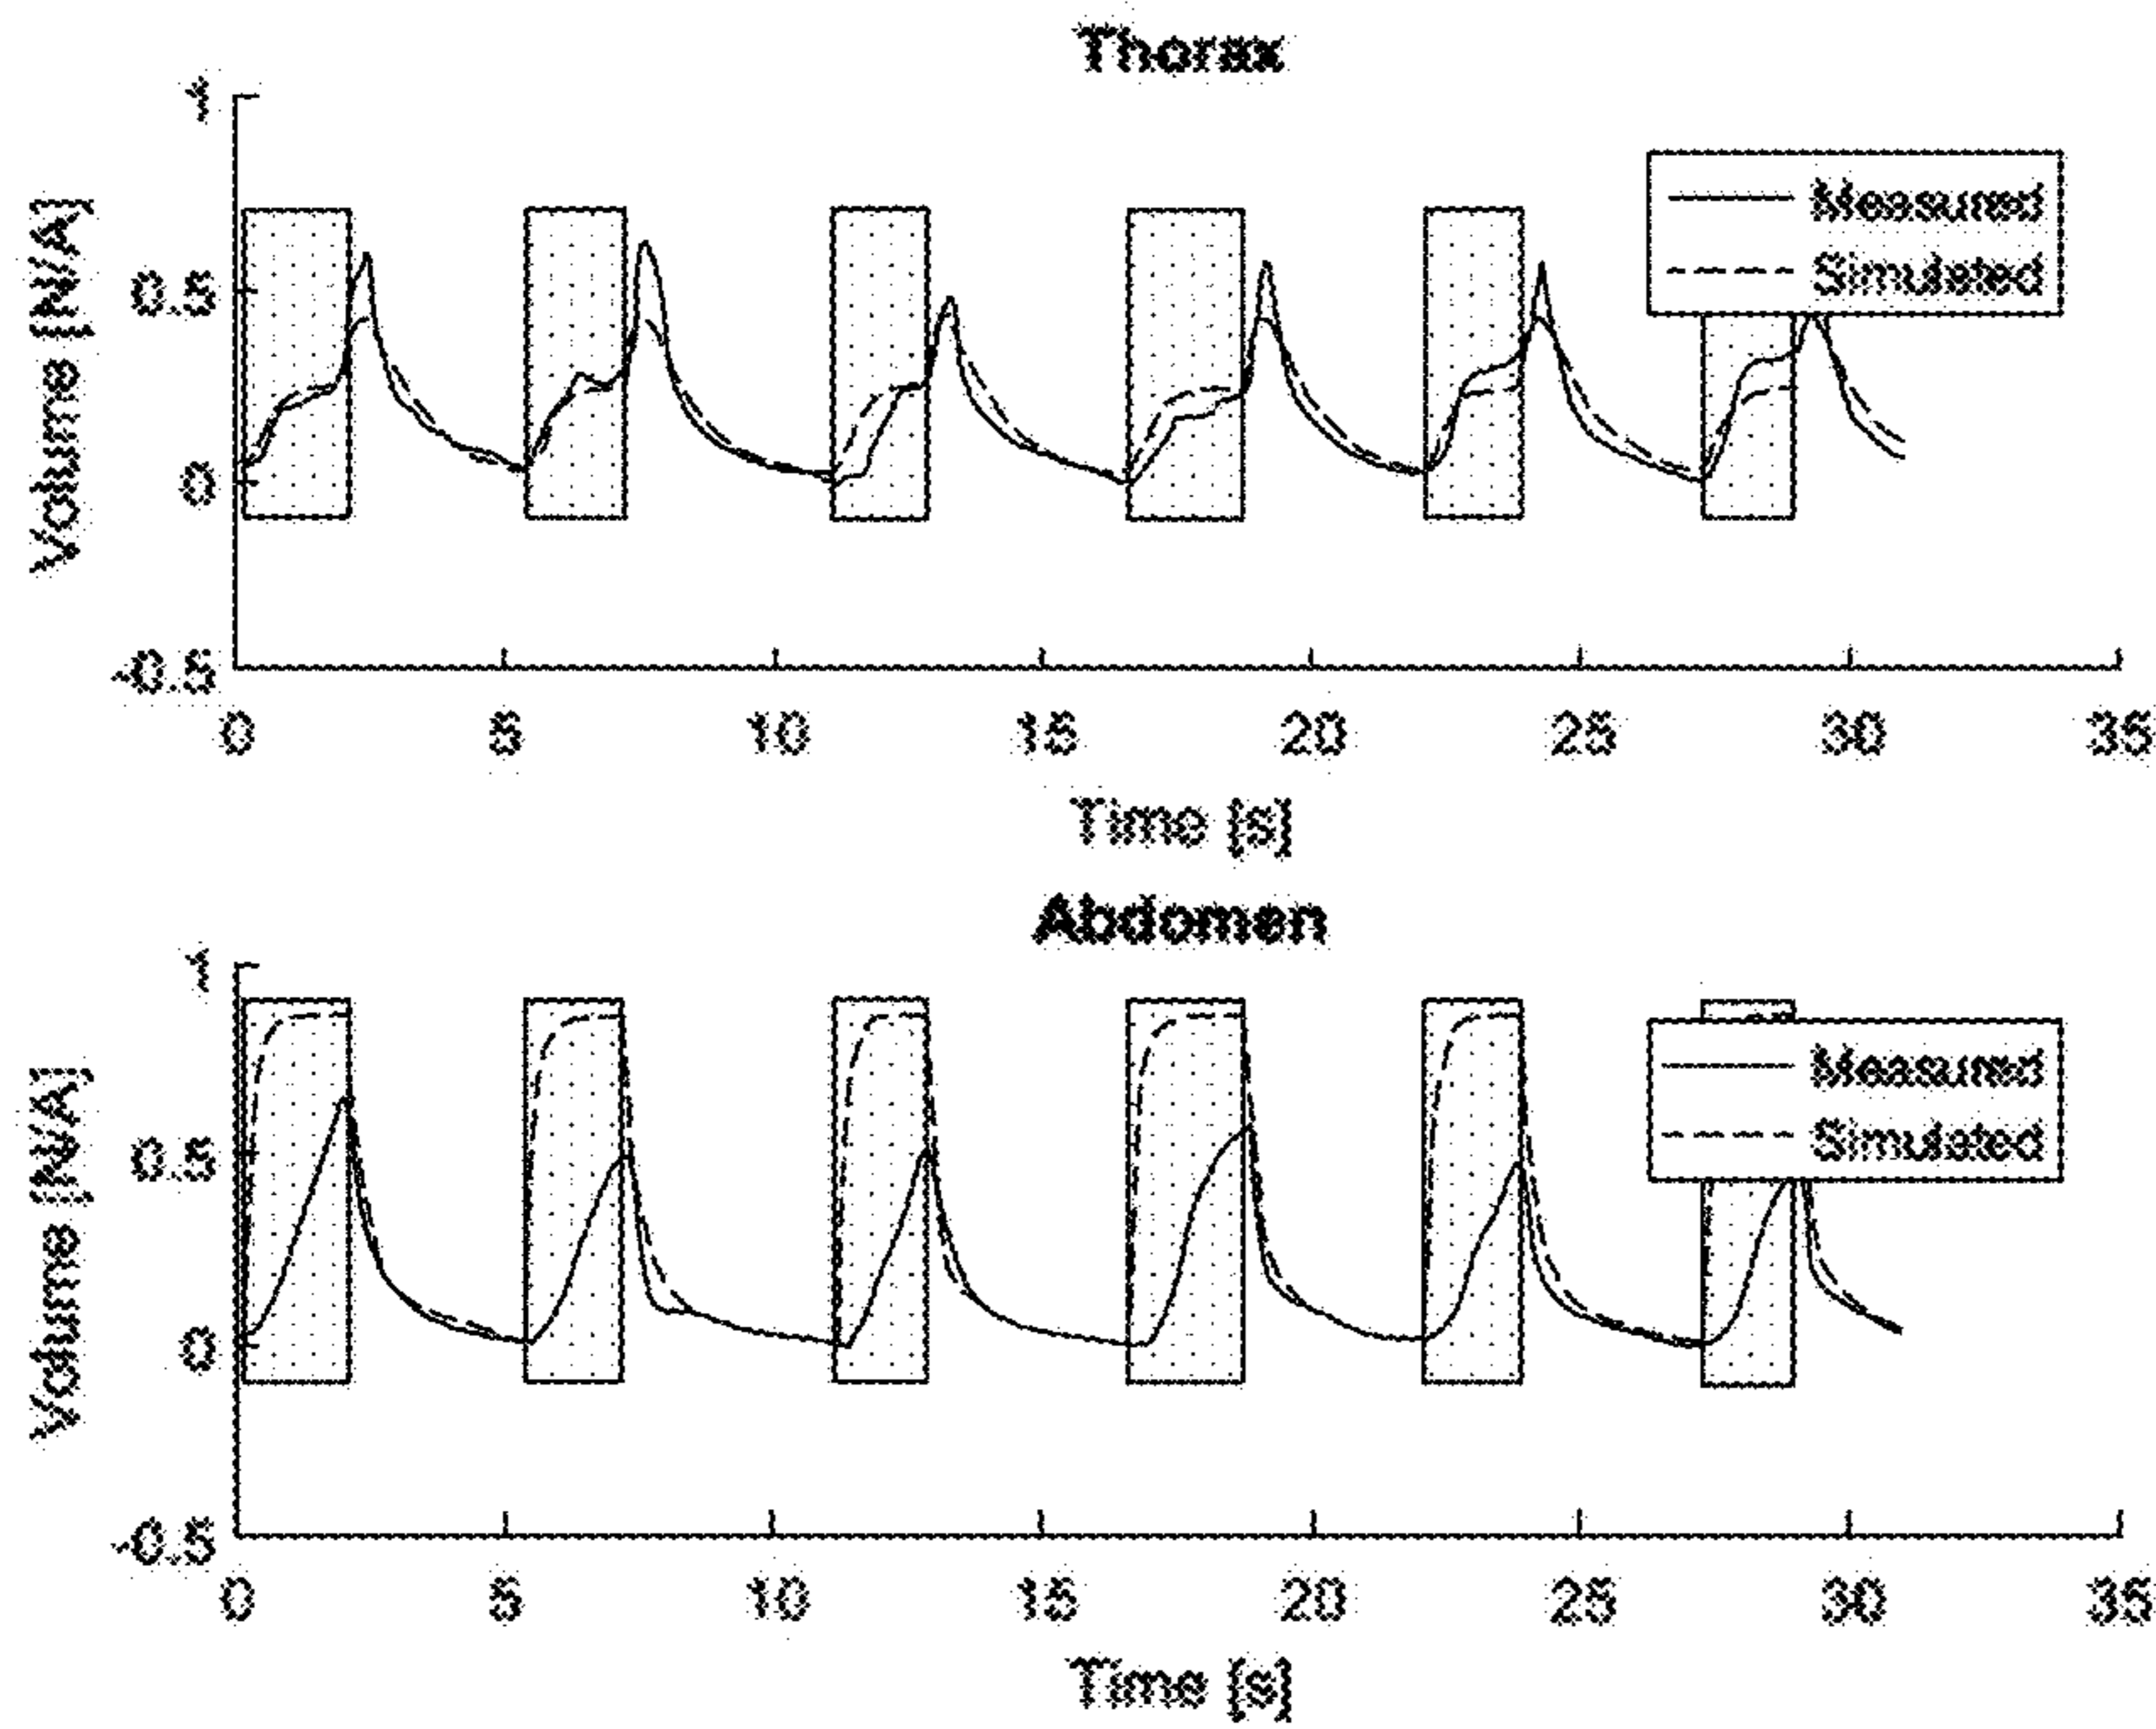 Thorax
Volume [N/A]
1
0.5
0
-0.5
Measured
Simulated
0 5 10 15 20 25 30 35
Time [s]
Abdomen
Volume [N/A]
1
0.5
0
-0.5
Measured
Simulated
0 5 10 15 20 25 30 35
Time [s]